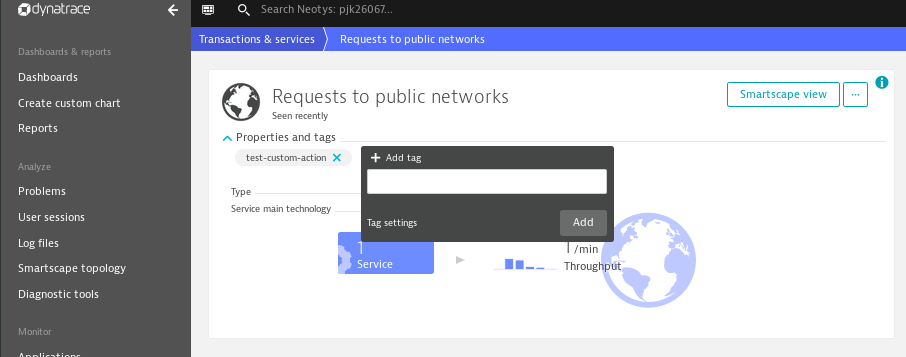 dynatrace
Search Neotys: pjk26067...
Transactions & services
Requests to public networks
Dashboards & reports
Dashboards
Create custom chart
Reports
Analyze
Problems
User sessions
Log files
Smartscape topology
Diagnostic tools
Monitor
Applications
Requests to public networks
Seen recently
Smartscape view
...
i
Properties and tags
test-custom-action
Add tag
Tag settings
Add
Type
Service main technology
1
Service
1 /min
Throughput